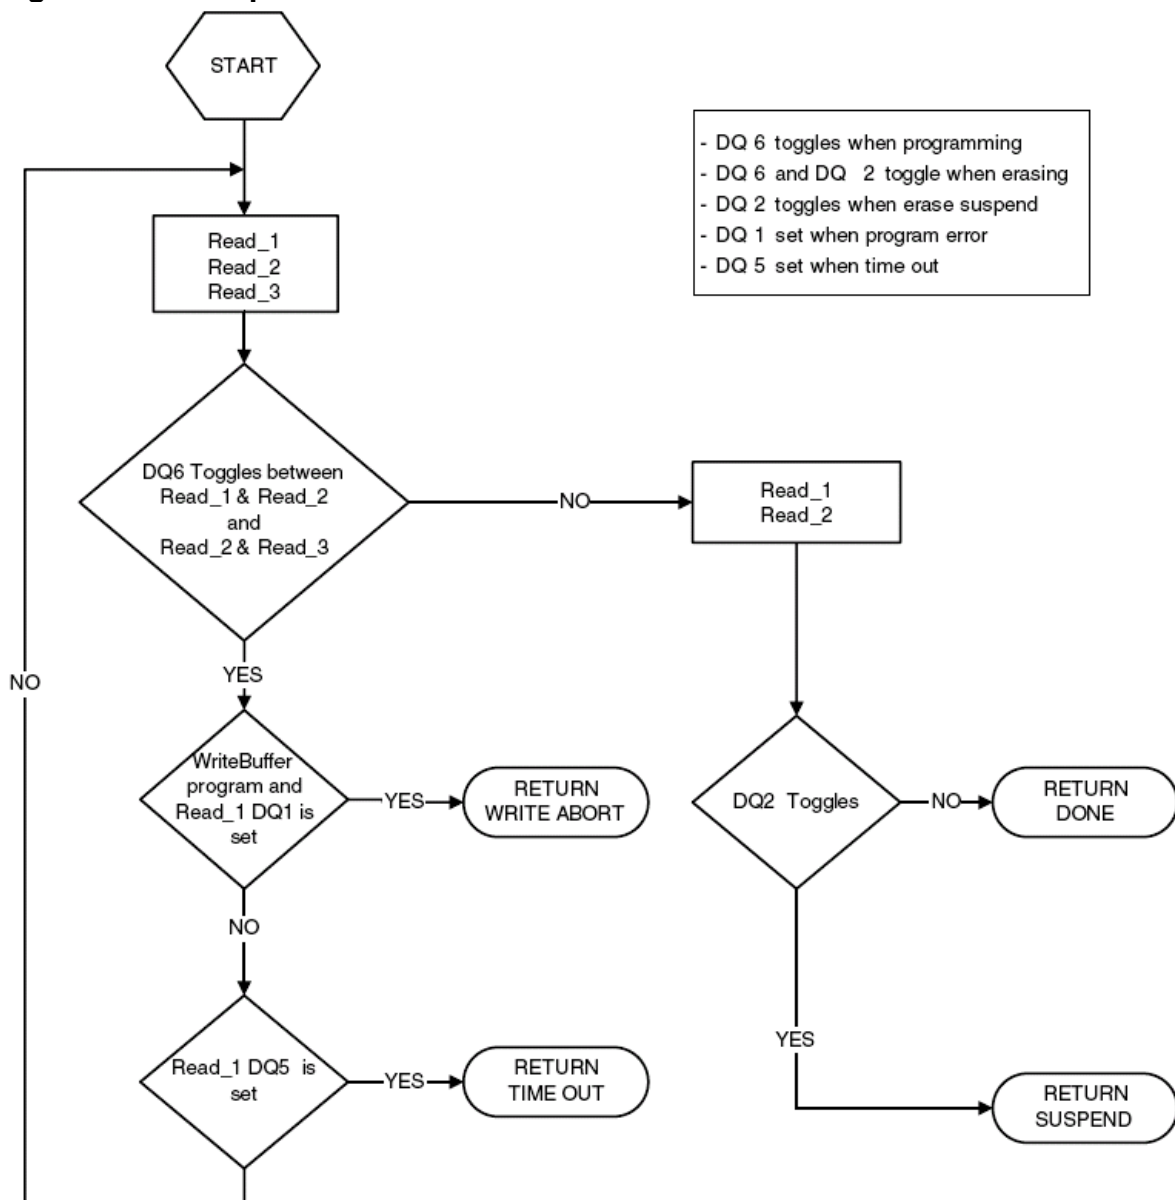 START
- DQ 6 toggles when programming
- DQ 6 and DQ 2 toggle when erasing
- DQ 2 toggles when erase suspend
- DQ 1 set when program error
- DQ 5 set when time out
Read_1
Read_2
Read_3
DQ6 Toggles between
Read_1 & Read_2
and
Read_2 & Read_3
NO
Read_1
Read_2
YES
NO
WriteBuffer
program and
Read_1 DQ1 is
set
YES
RETURN
WRITE ABORT
DQ2 Toggles
NO
RETURN
DONE
NO
YES
Read_1 DQ5 is
set
YES
RETURN
TIME OUT
RETURN
SUSPEND